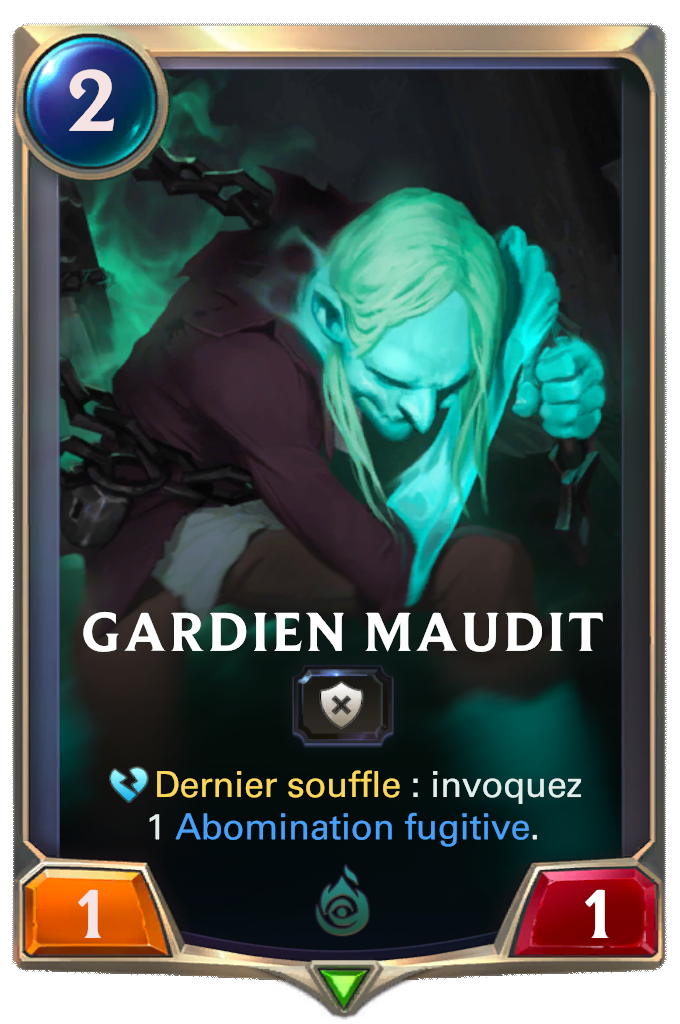 2
GARDIEN MAUDIT
Dernier souffle : invoquez
1 Abomination fugitive.
1
1